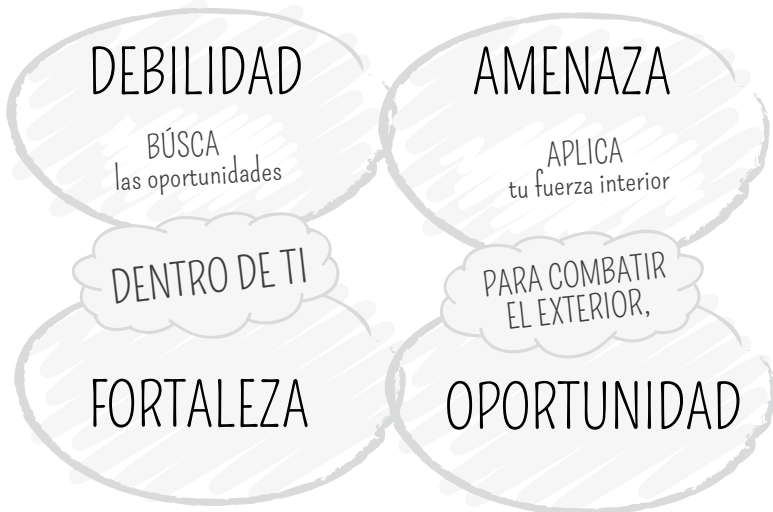 DEBILIDAD
BÚSCA
las oportunidades
DENTRO DE TI
FORTALEZA
AMENAZA
APLICA
tu fuerza interior
PARA COMBATIR
EL EXTERIOR,
OPORTUNIDAD